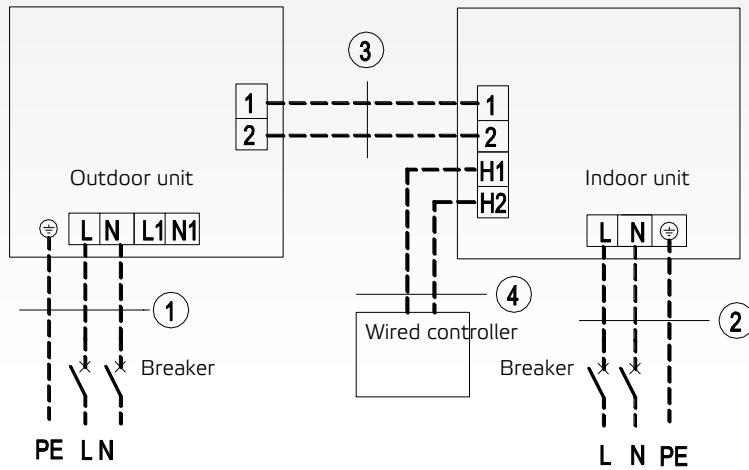 3
1
1
2
2
H1
Outdoor unit
Indoor unit
H2
L N L1 N1
L N
4
1
2
Wired controller
Breaker
Breaker
PE L N
L N PE